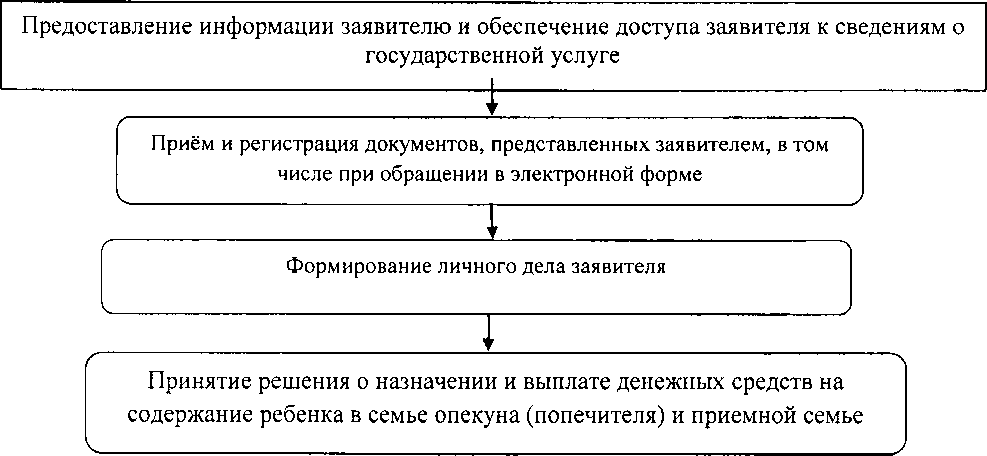 Предоставление информации заявителю и обеспечение доступа заявителя к сведениям о
государственной услуге
Приём и регистрация документов, представленных заявителем, в том
числе при обращении в электронной форме
Формирование личного дела заявителя
Принятие решения о назначении и выплате денежных средств на
содержание ребенка в семье опекуна (попечителя) и приемной семье